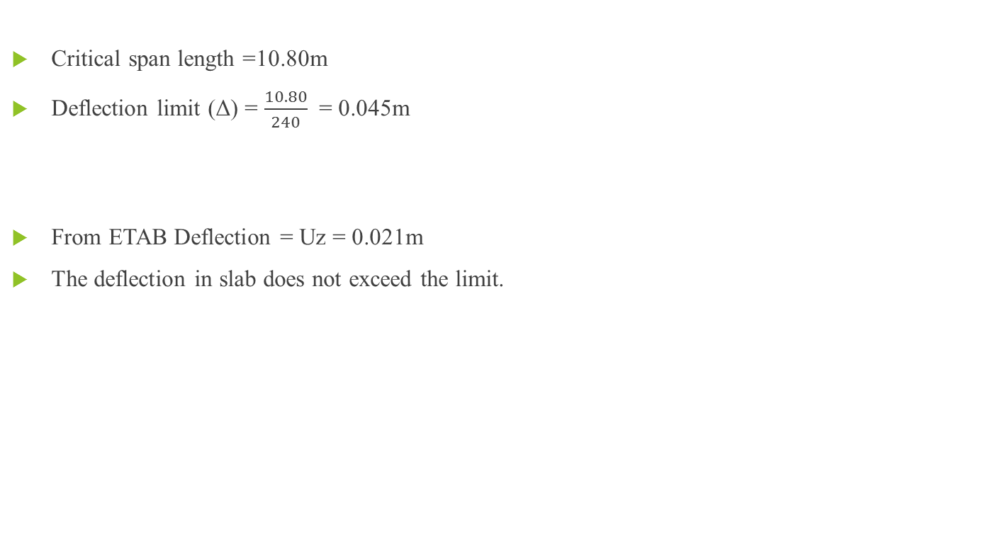 Critical span length =10.80m
Deflection limit (Δ) = 10.80/240 = 0.045m
From ETAB Deflection = Uz = 0.021m
The deflection in slab does not exceed the limit.